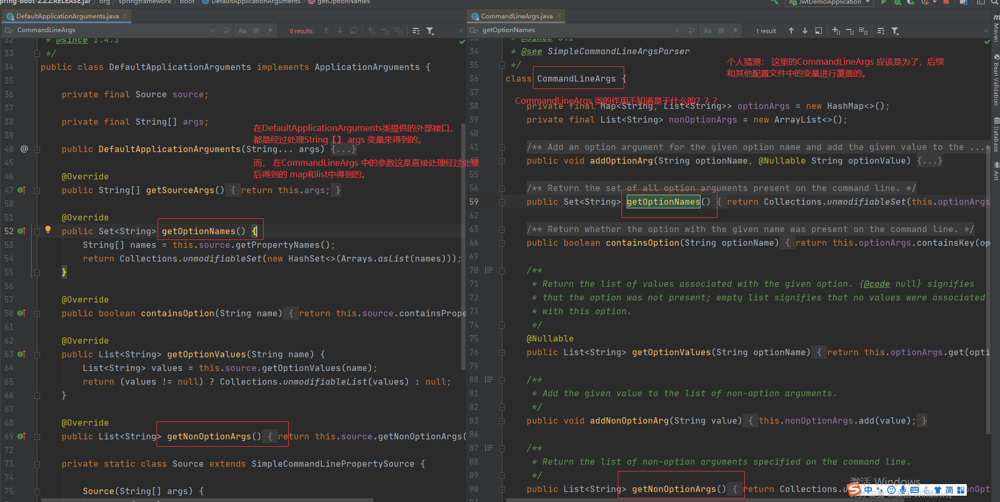 pring-boot-2.2.2.RELEASE.jar / org / springframework / boot / DefaultApplicationArguments / getOptionNames
JwtDemoApplication
DefaultApplicationArguments.java
CommandLineArgs
0 results
32 * @since 1.4.1
33 */
34 public class DefaultApplicationArguments implements ApplicationArguments {
35
36 private final Source source;
37
38 private final String[] args;
39
40 @ public DefaultApplicationArguments(String... args) {...}
45
46 @Override
47 public String[] getSourceArgs() { return this.args; }
50
51 @Override
52 public Set<String> getOptionNames() {
53 String[] names = this.source.getPropertyNames();
54 return Collections.unmodifiableSet(new HashSet<>(Arrays.asList(names)));
55 }
56
57 @Override
58 public boolean containsOption(String name) { return this.source.containsPrope
61
62 @Override
63 public List<String> getOptionValues(String name) {
64 List<String> values = this.source.getOptionValues(name);
65 return (values != null) ? Collections.unmodifiableList(values) : null;
66 }
67
68 @Override
69 public List<String> getNonOptionArgs() { return this.source.getNonOptionArgs(
72
73 private static class Source extends SimpleCommandLinePropertySource {
74
75 Source(String[] args) {
在DefaultApplicationArguments类提供的外部接口，
都是经过处理String【】 args 变量来得到的。
而， 在CommandLineArgs 中的参数这是直接处理经过处理
后得到的 map和list中得到的。
CommandLineArgs.java
getOptionNames
1 result
33 * @since 3.1
34 * @see SimpleCommandLineArgsParser
35 */
36 class CommandLineArgs {
37
38 private final Map<String, List<String>> optionArgs = new HashMap<>();
39 private final List<String> nonOptionArgs = new ArrayList<>();
40
41 /** Add an option argument for the given option name and add the given value to the ...*
public void addOptionArg(String optionName, @Nullable String optionValue) {...}
55
56 /** Return the set of all option arguments present on the command line. */
59 public Set<String> getOptionNames() { return Collections.unmodifiableSet(this.optionArgs
62
63 /** Return whether the option with the given name was present on the command line. */
66 public boolean containsOption(String optionName) { return this.optionArgs.containsKey(op
69
70 /**
71 * Return the list of values associated with the given option. {@code null} signifies
72 * that the option was not present; empty list signifies that no values were associated
73 * with this option.
74 */
75 @Nullable
76 public List<String> getOptionValues(String optionName) { return this.optionArgs.get(opti
79
80 /**
81 * Add the given value to the list of non-option arguments.
82 */
83 public void addNonOptionArg(String value) { this.nonOptionArgs.add(value); }
86
87 /**
88 * Return the list of non-option arguments specified on the command line.
89 */
90 public List<String> getNonOptionArgs() { return Collections.u
个人猜测： 这里的CommandLineArgs 应该是为了，后续
和其他配置文件中的变量进行覆盖的。
CommandLineArgs 类的作用不知道是干什么的？？？
Maven
Bean Validation
Database
Ant
激活 Windows
中
简